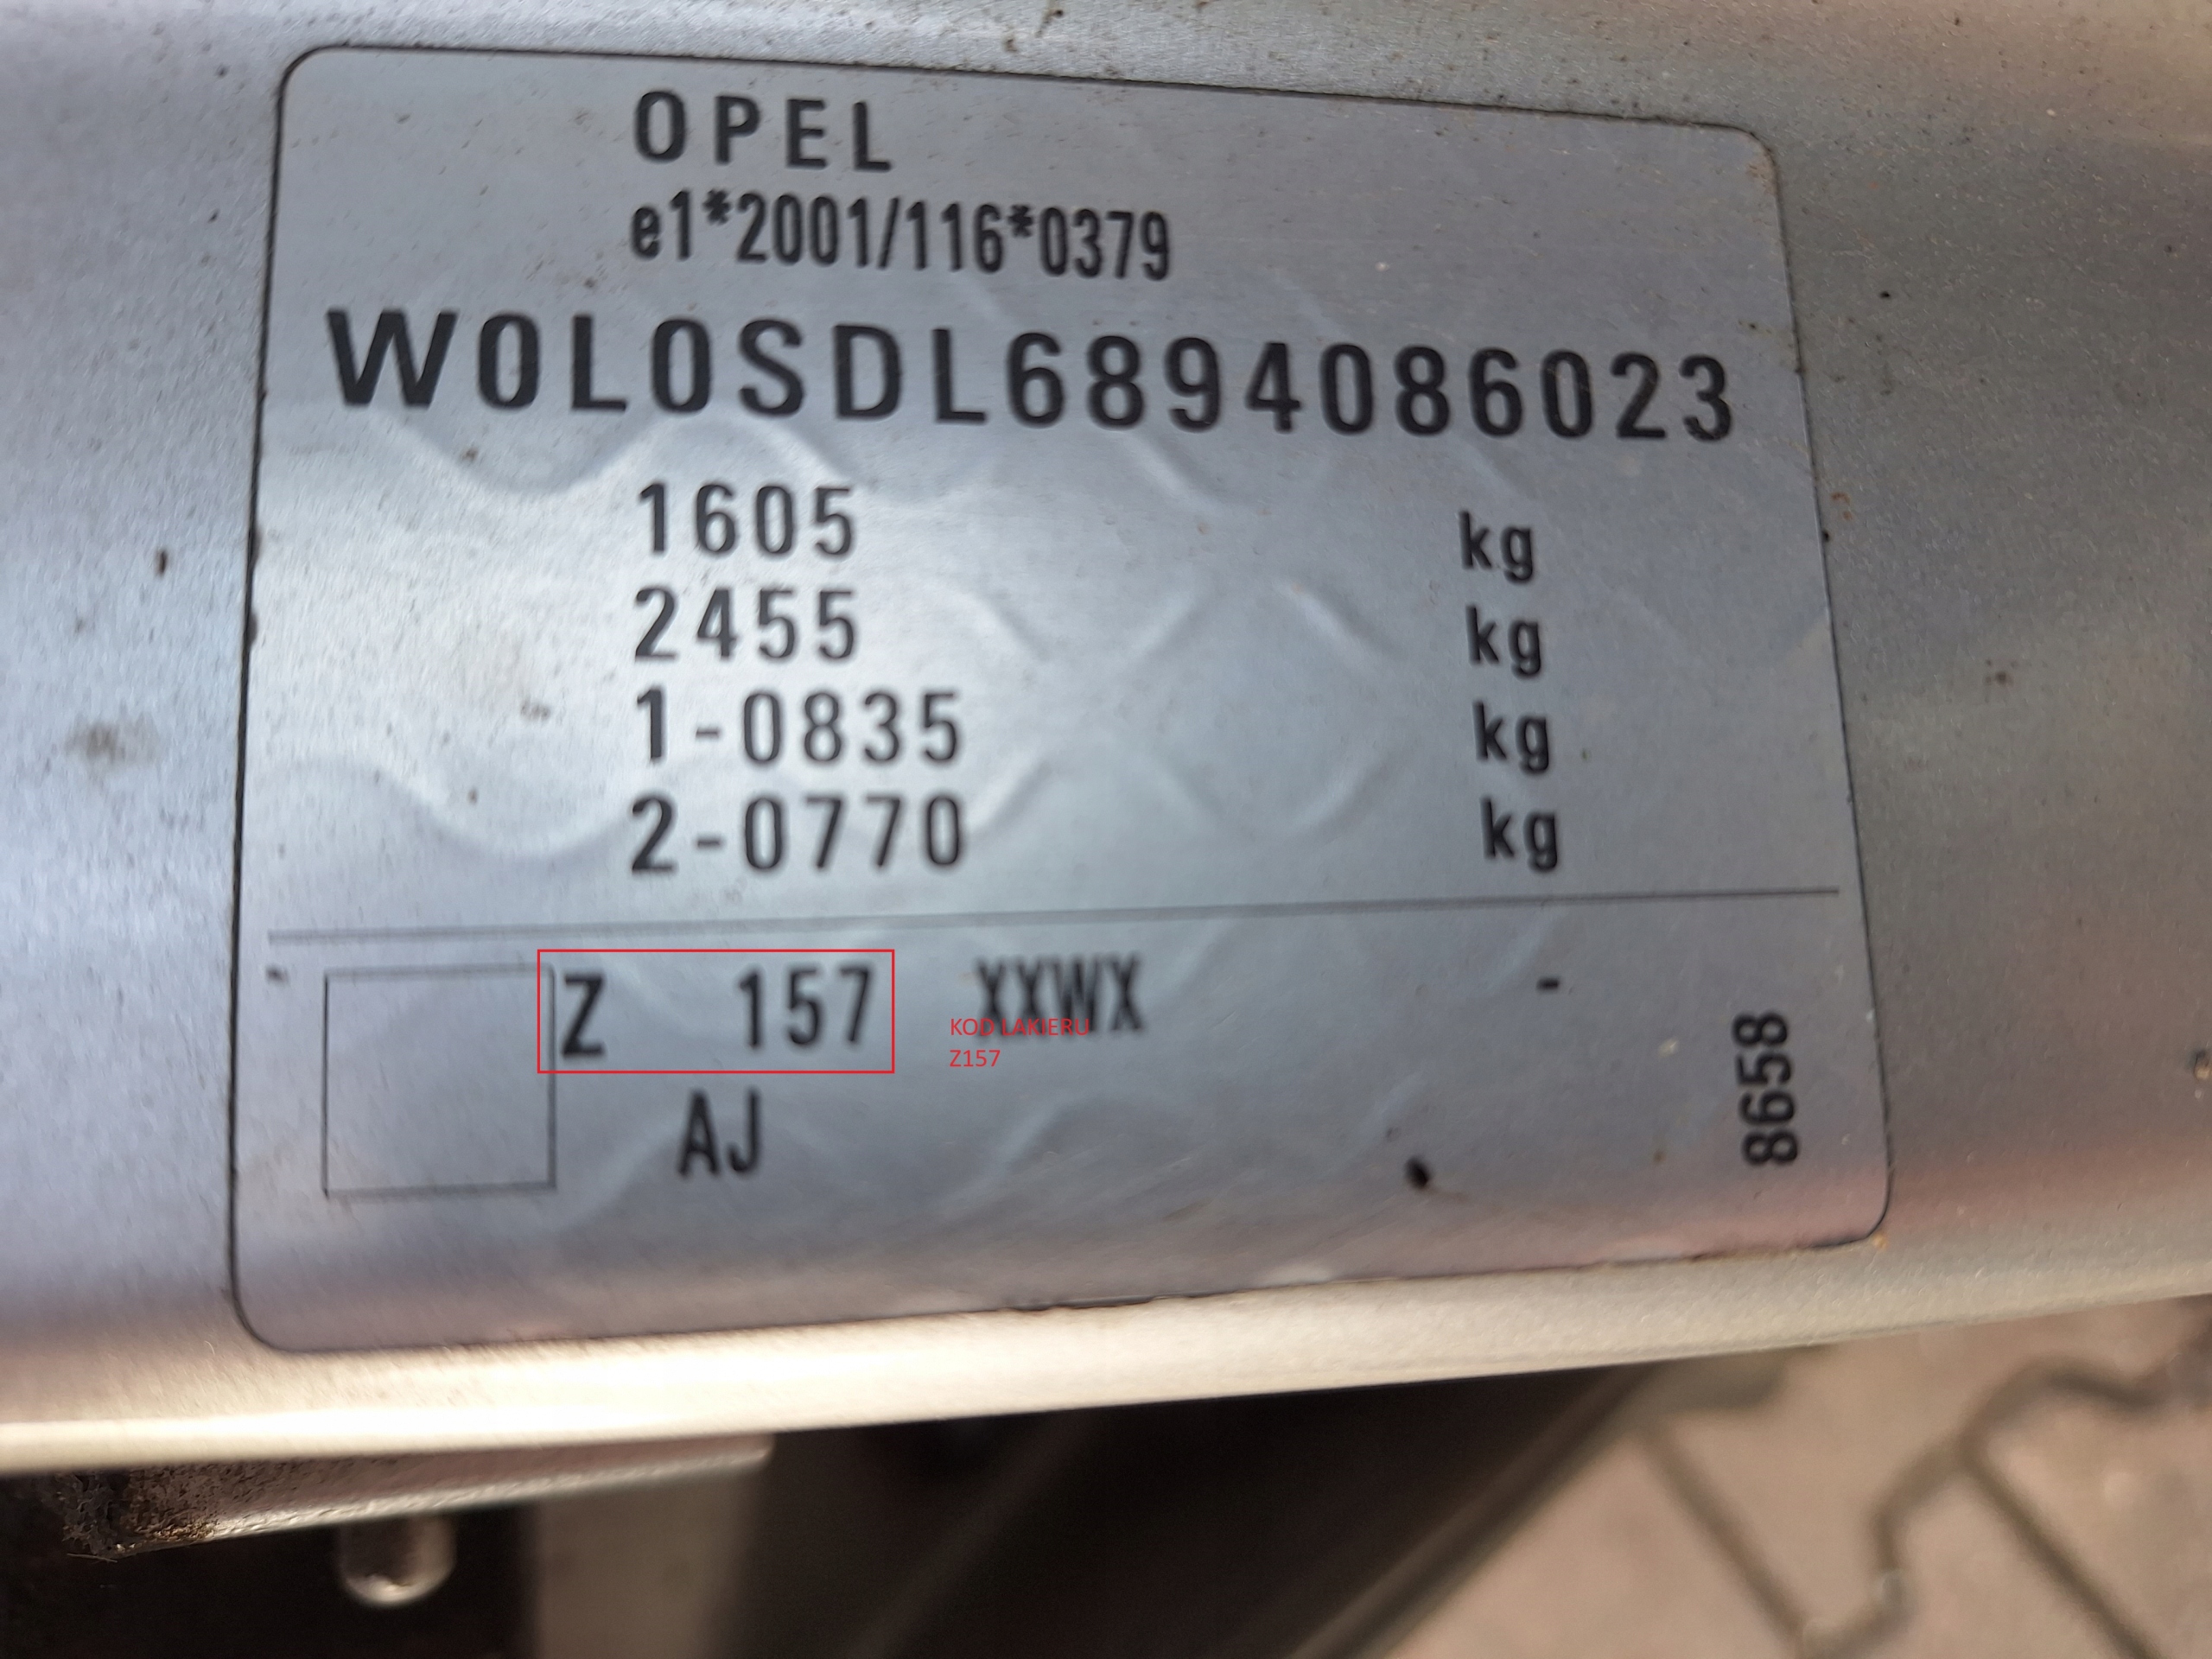 OPEL
e1*2001/116*0379
W0L0SDL6894086023
1605 kg
2455 kg
1-0835 kg
2-0770 kg
Z 157 XXWX -
KOD LAKIERU
Z157
AJ
8658